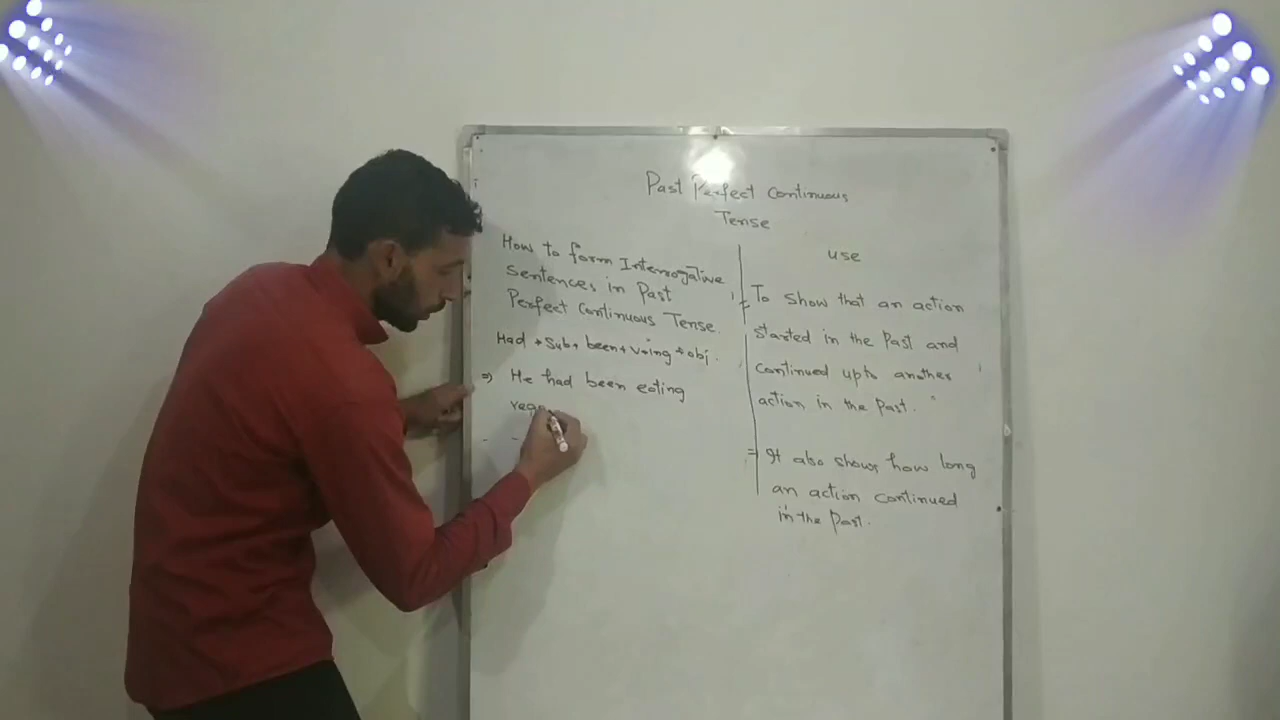 Past Perfect Continuous
Tense
How to form Interrogative
Sentences in Past
Perfect Continuous Tense.
Had + Sub + been + Ving + obj.
⇒ He had been eating
veg
use
To show that an action
started in the Past and
continued upto another
action in the Past.
⇒ It also shows how long
an action continued
in the Past.